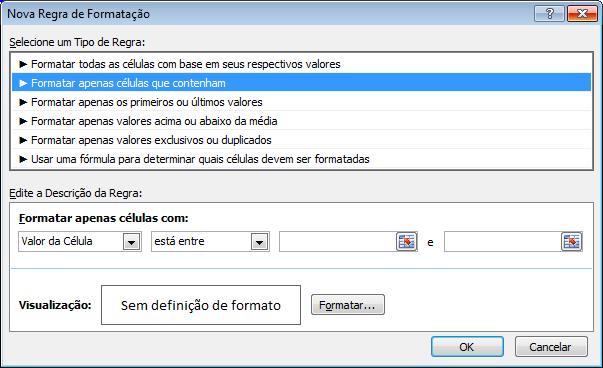 Nova Regra de Formatação
Selecione um Tipo de Regra:
► Formatar todas as células com base em seus respectivos valores
► Formatar apenas células que contenham
► Formatar apenas os primeiros ou últimos valores
► Formatar apenas valores acima ou abaixo da média
► Formatar apenas valores exclusivos ou duplicados
► Usar uma fórmula para determinar quais células devem ser formatadas
Edite a Descrição da Regra:
Formatar apenas células com:
Valor da Célula está entre e
Visualização: Sem definição de formato Formatar...
OK Cancelar